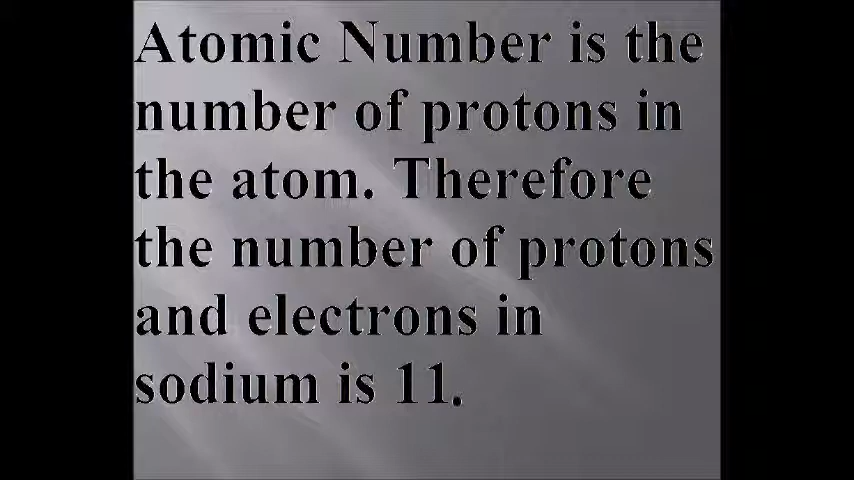 Atomic Number is the
number of protons in
the atom. Therefore
the number of protons
and electrons in
sodium is 11.